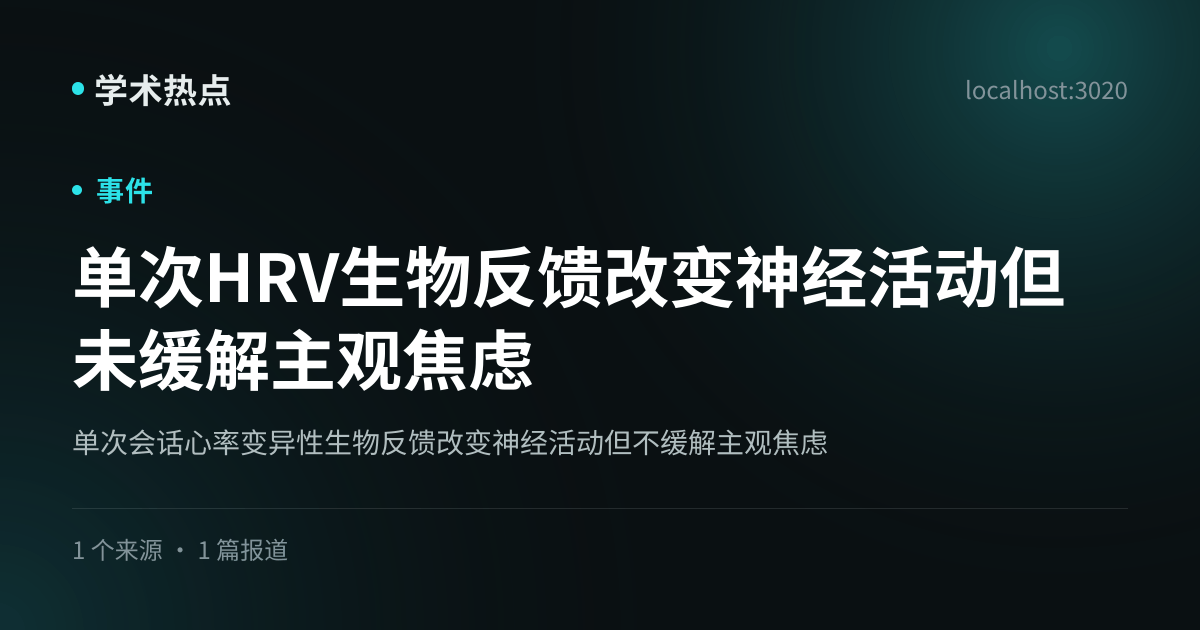 学术热点
localhost:3020
事件
单次HRV生物反馈改变神经活动但
未缓解主观焦虑
单次会话心率变异性生物反馈改变神经活动但不缓解主观焦虑
1 个来源 · 1 篇报道